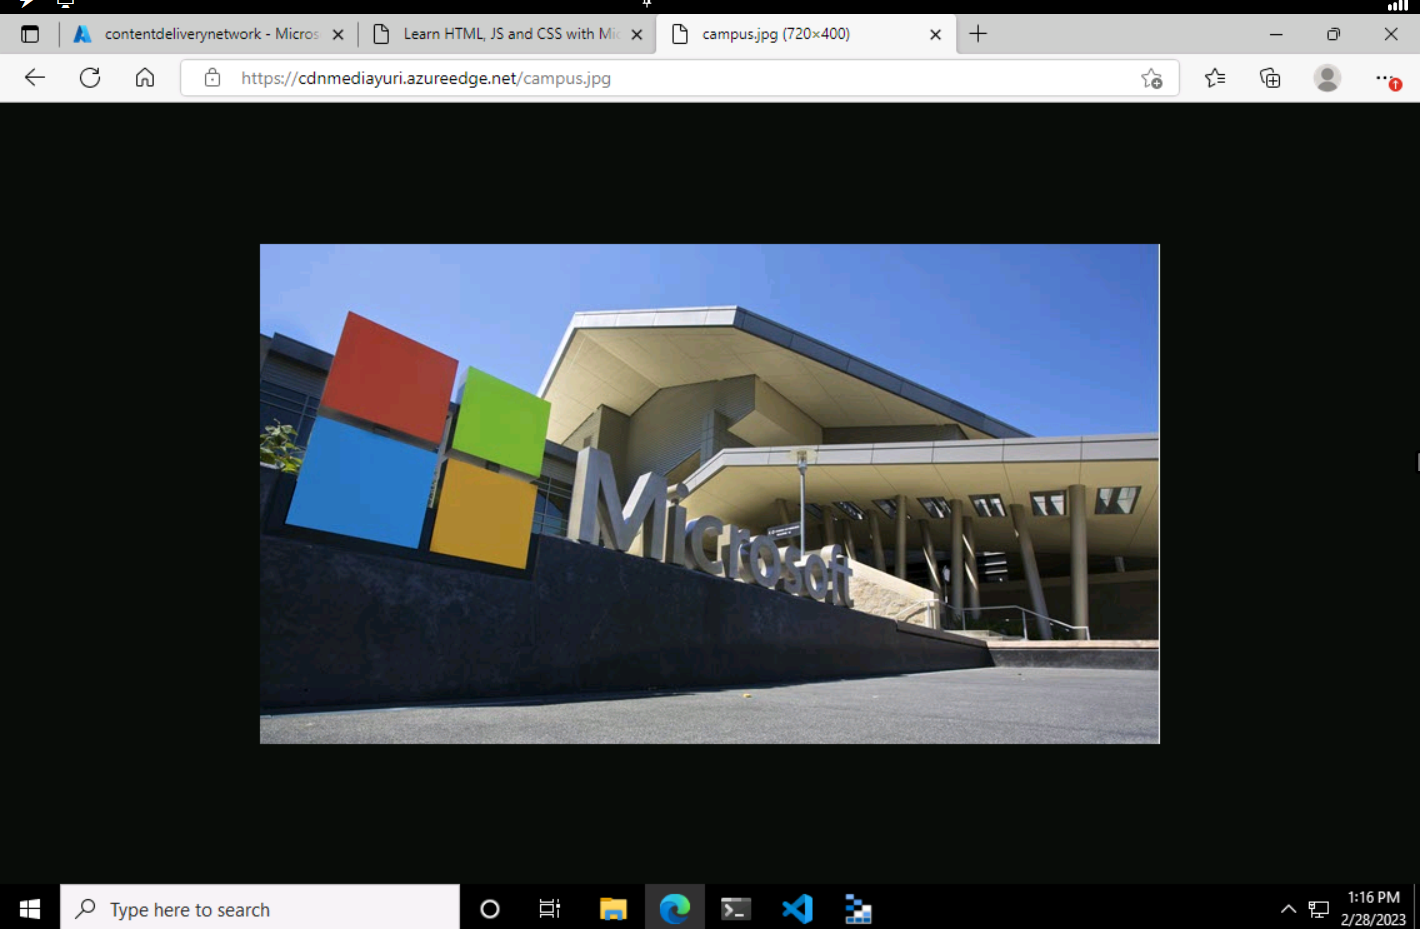 contentdeliverynetwork - Micros
Learn HTML, JS and CSS with Mic
campus.jpg (720×400)
https://cdnmediayuri.azureedge.net/campus.jpg
Microsoft
Type here to search
1:16 PM
2/28/2023